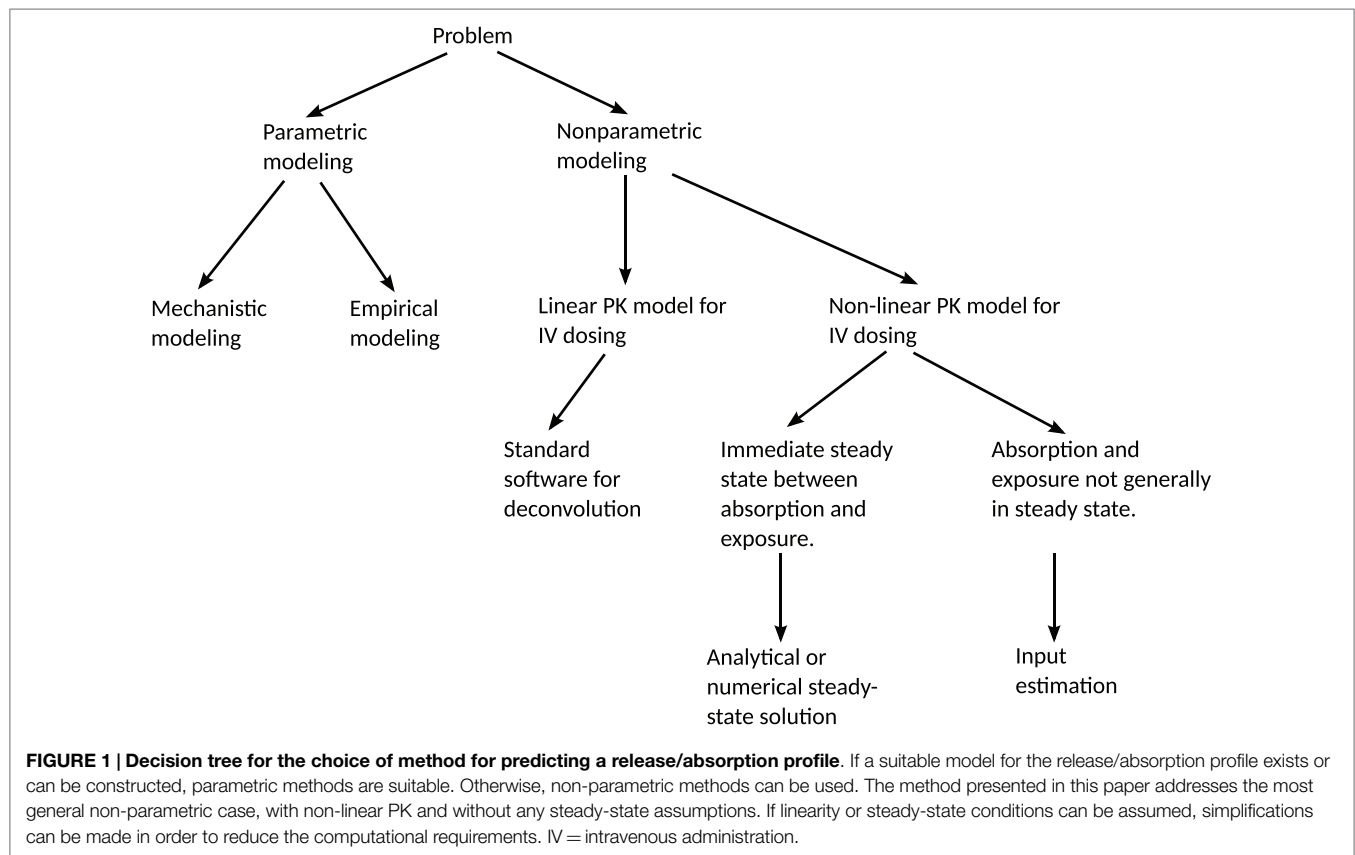 Problem
Parametric
modeling
Nonparametric
modeling
Mechanistic
modeling
Empirical
modeling
Linear PK model for
IV dosing
Non-linear PK model for
IV dosing
Standard
software for
deconvolution
Immediate steady
state between
absorption and
exposure.
Absorption and
exposure not generally
in steady state.
Analytical or
numerical steady-
state solution
Input
estimation
FIGURE 1 | Decision tree for the choice of method for predicting a release/absorption profile. If a suitable model for the release/absorption profile exists or
can be constructed, parametric methods are suitable. Otherwise, non-parametric methods can be used. The method presented in this paper addresses the most
general non-parametric case, with non-linear PK and without any steady-state assumptions. If linearity or steady-state conditions can be assumed, simplifications
can be made in order to reduce the computational requirements. IV = intravenous administration.